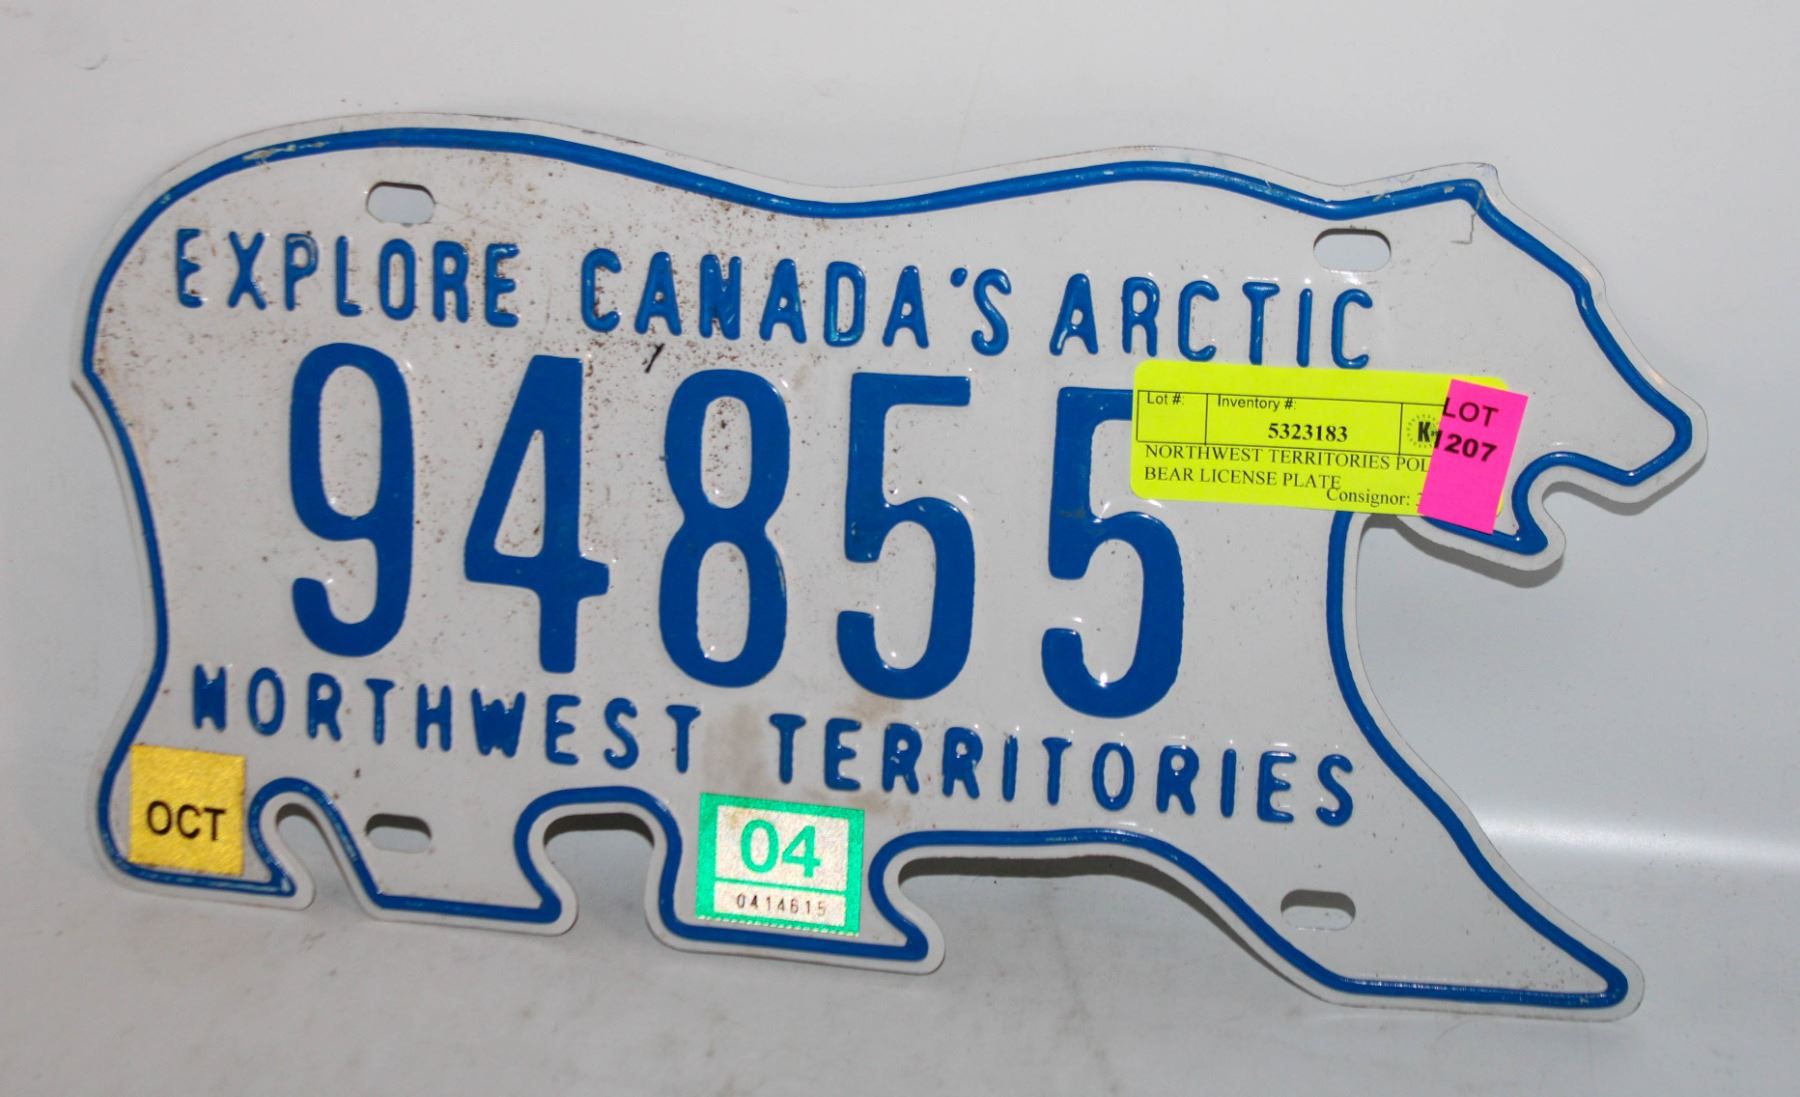 EXPLORE CANADA'S ARCTIC
94855
Lot #: Inventory #:
5323183
LOT
1207
NORTHWEST TERRITORIES
BEAR LICENSE PLATE
Consignor:
NORTHWEST TERRITORIES
OCT
04
0414615